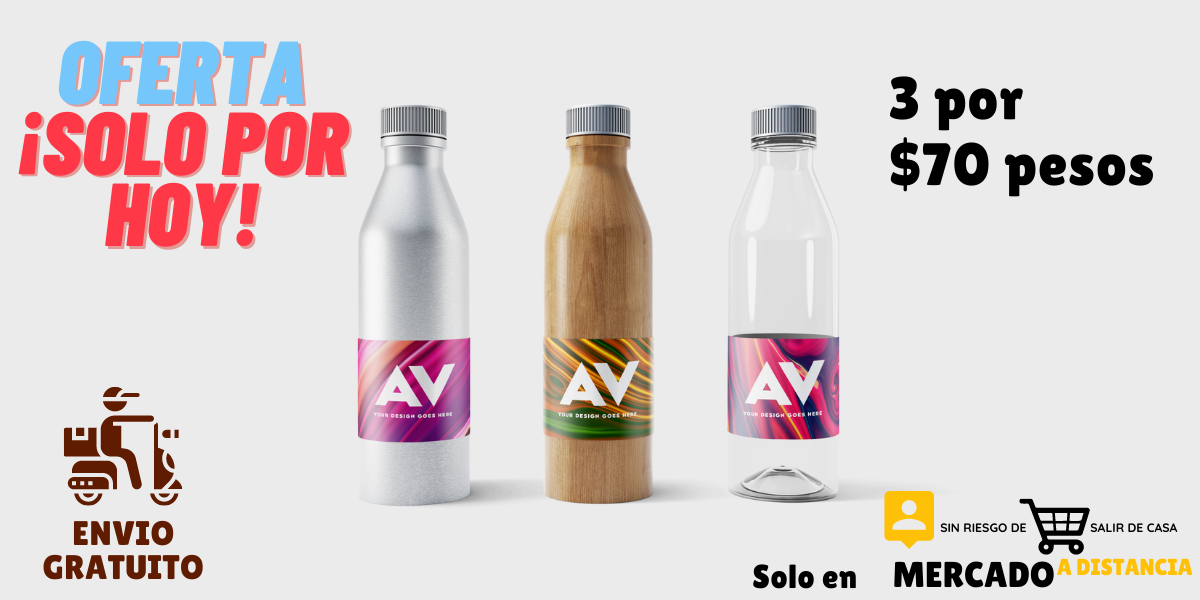 OFERTA
¡SOLO POR
HOY!
3 por
$70 pesos
AV
YOUR DESIGN GOES HERE
AV
YOUR DESIGN GOES HERE
AV
YOUR DESIGN GOES HERE
ENVIO
GRATUITO
SIN RIESGO DE SALIR DE CASA
Solo en MERCADO A DISTANCIA